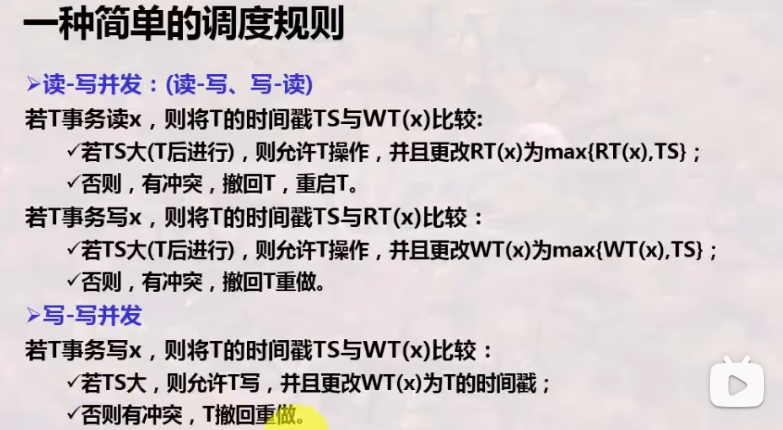 一种简单的调度规则
➢读-写并发：(读-写、写-读)
若T事务读x，则将T的时间戳TS与WT(x)比较:
✓若TS大(T后进行)，则允许T操作，并且更改RT(x)为max{RT(x),TS}；
✓否则，有冲突，撤回T，重启T。
若T事务写x，则将T的时间戳TS与RT(x)比较：
✓若TS大(T后进行)，则允许T操作，并且更改WT(x)为max{WT(x),TS}；
✓否则，有冲突，撤回T重做。
➢写-写并发
若T事务写x，则将T的时间戳TS与WT(x)比较：
✓若TS大，则允许T写，并且更改WT(x)为T的时间戳；
✓否则有冲突，T撤回重做。